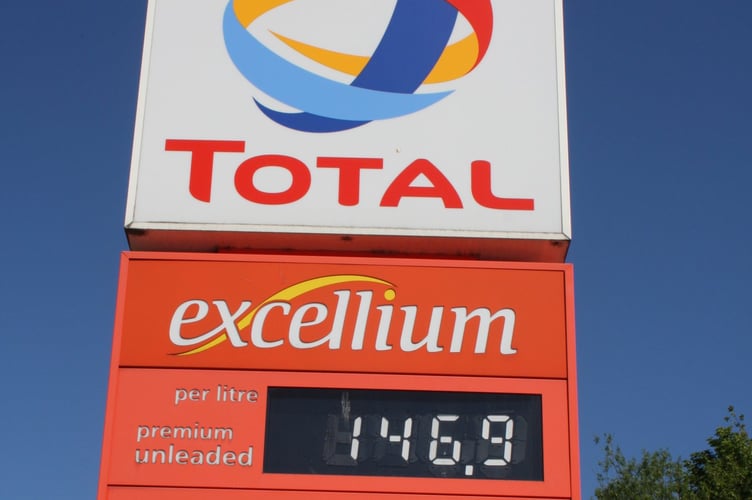 TOTAL
excellium
per litre
premium
unleaded
146.9